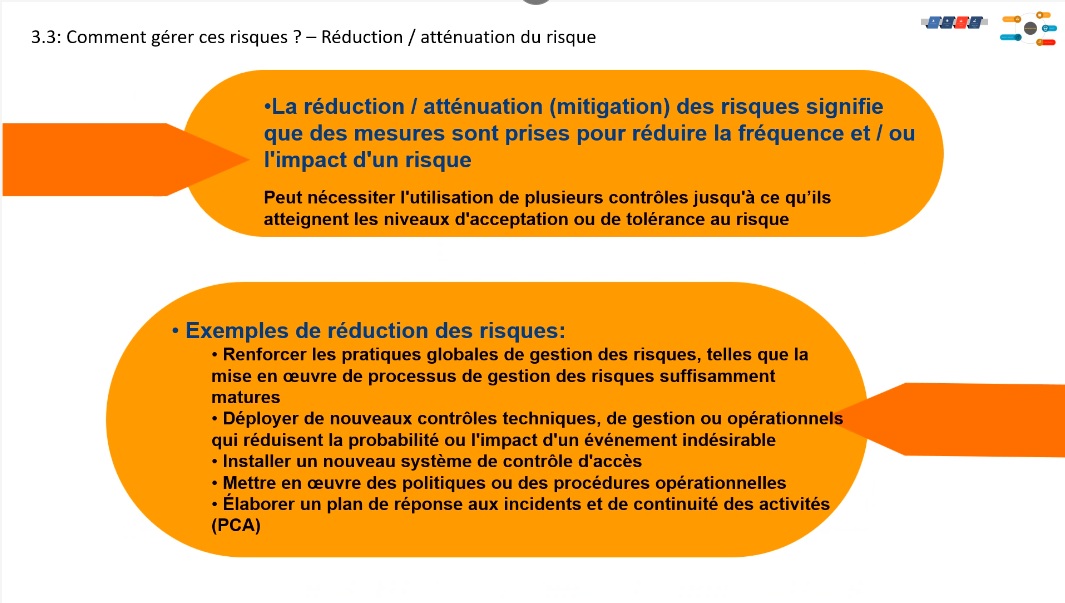 3.3: Comment gérer ces risques ? – Réduction / atténuation du risque
•La réduction / atténuation (mitigation) des risques signifie
que des mesures sont prises pour réduire la fréquence et / ou
l'impact d'un risque
Peut nécessiter l'utilisation de plusieurs contrôles jusqu'à ce qu’ils
atteignent les niveaux d'acceptation ou de tolérance au risque
• Exemples de réduction des risques:
• Renforcer les pratiques globales de gestion des risques, telles que la
mise en œuvre de processus de gestion des risques suffisamment
matures
• Déployer de nouveaux contrôles techniques, de gestion ou opérationnels
qui réduisent la probabilité ou l'impact d'un événement indésirable
• Installer un nouveau système de contrôle d'accès
• Mettre en œuvre des politiques ou des procédures opérationnelles
• Élaborer un plan de réponse aux incidents et de continuité des activités
(PCA)